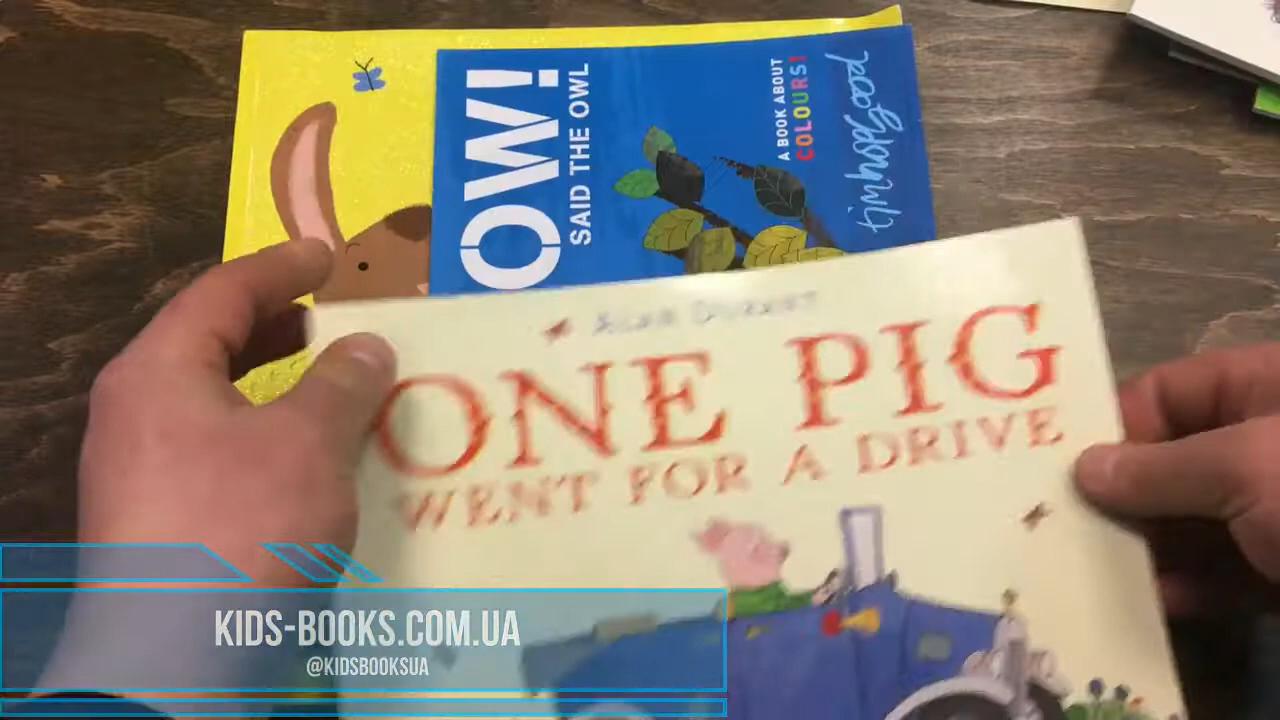 OW!
SAID THE OWL
A BOOK ABOUT
COLOURS!
Tim Hopgood
ALAN DURANT
ONE PIG
WENT FOR A DRIVE
KIDS-BOOKS.COM.UA
@KIDSBOOKSUA